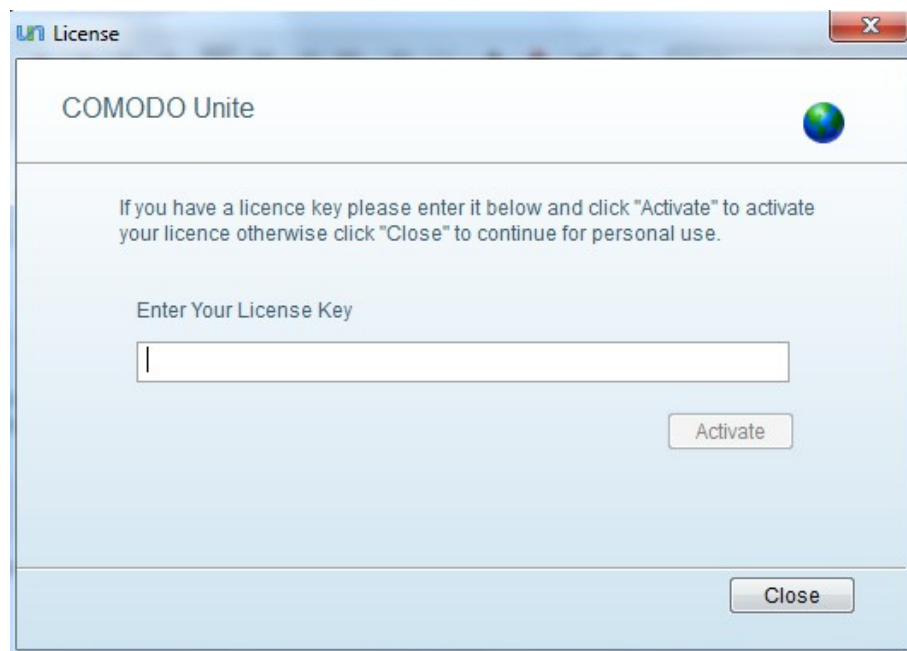 un License
COMODO Unite
If you have a licence key please enter it below and click "Activate" to activate
your licence otherwise click "Close" to continue for personal use.
Enter Your License Key
Activate
Close